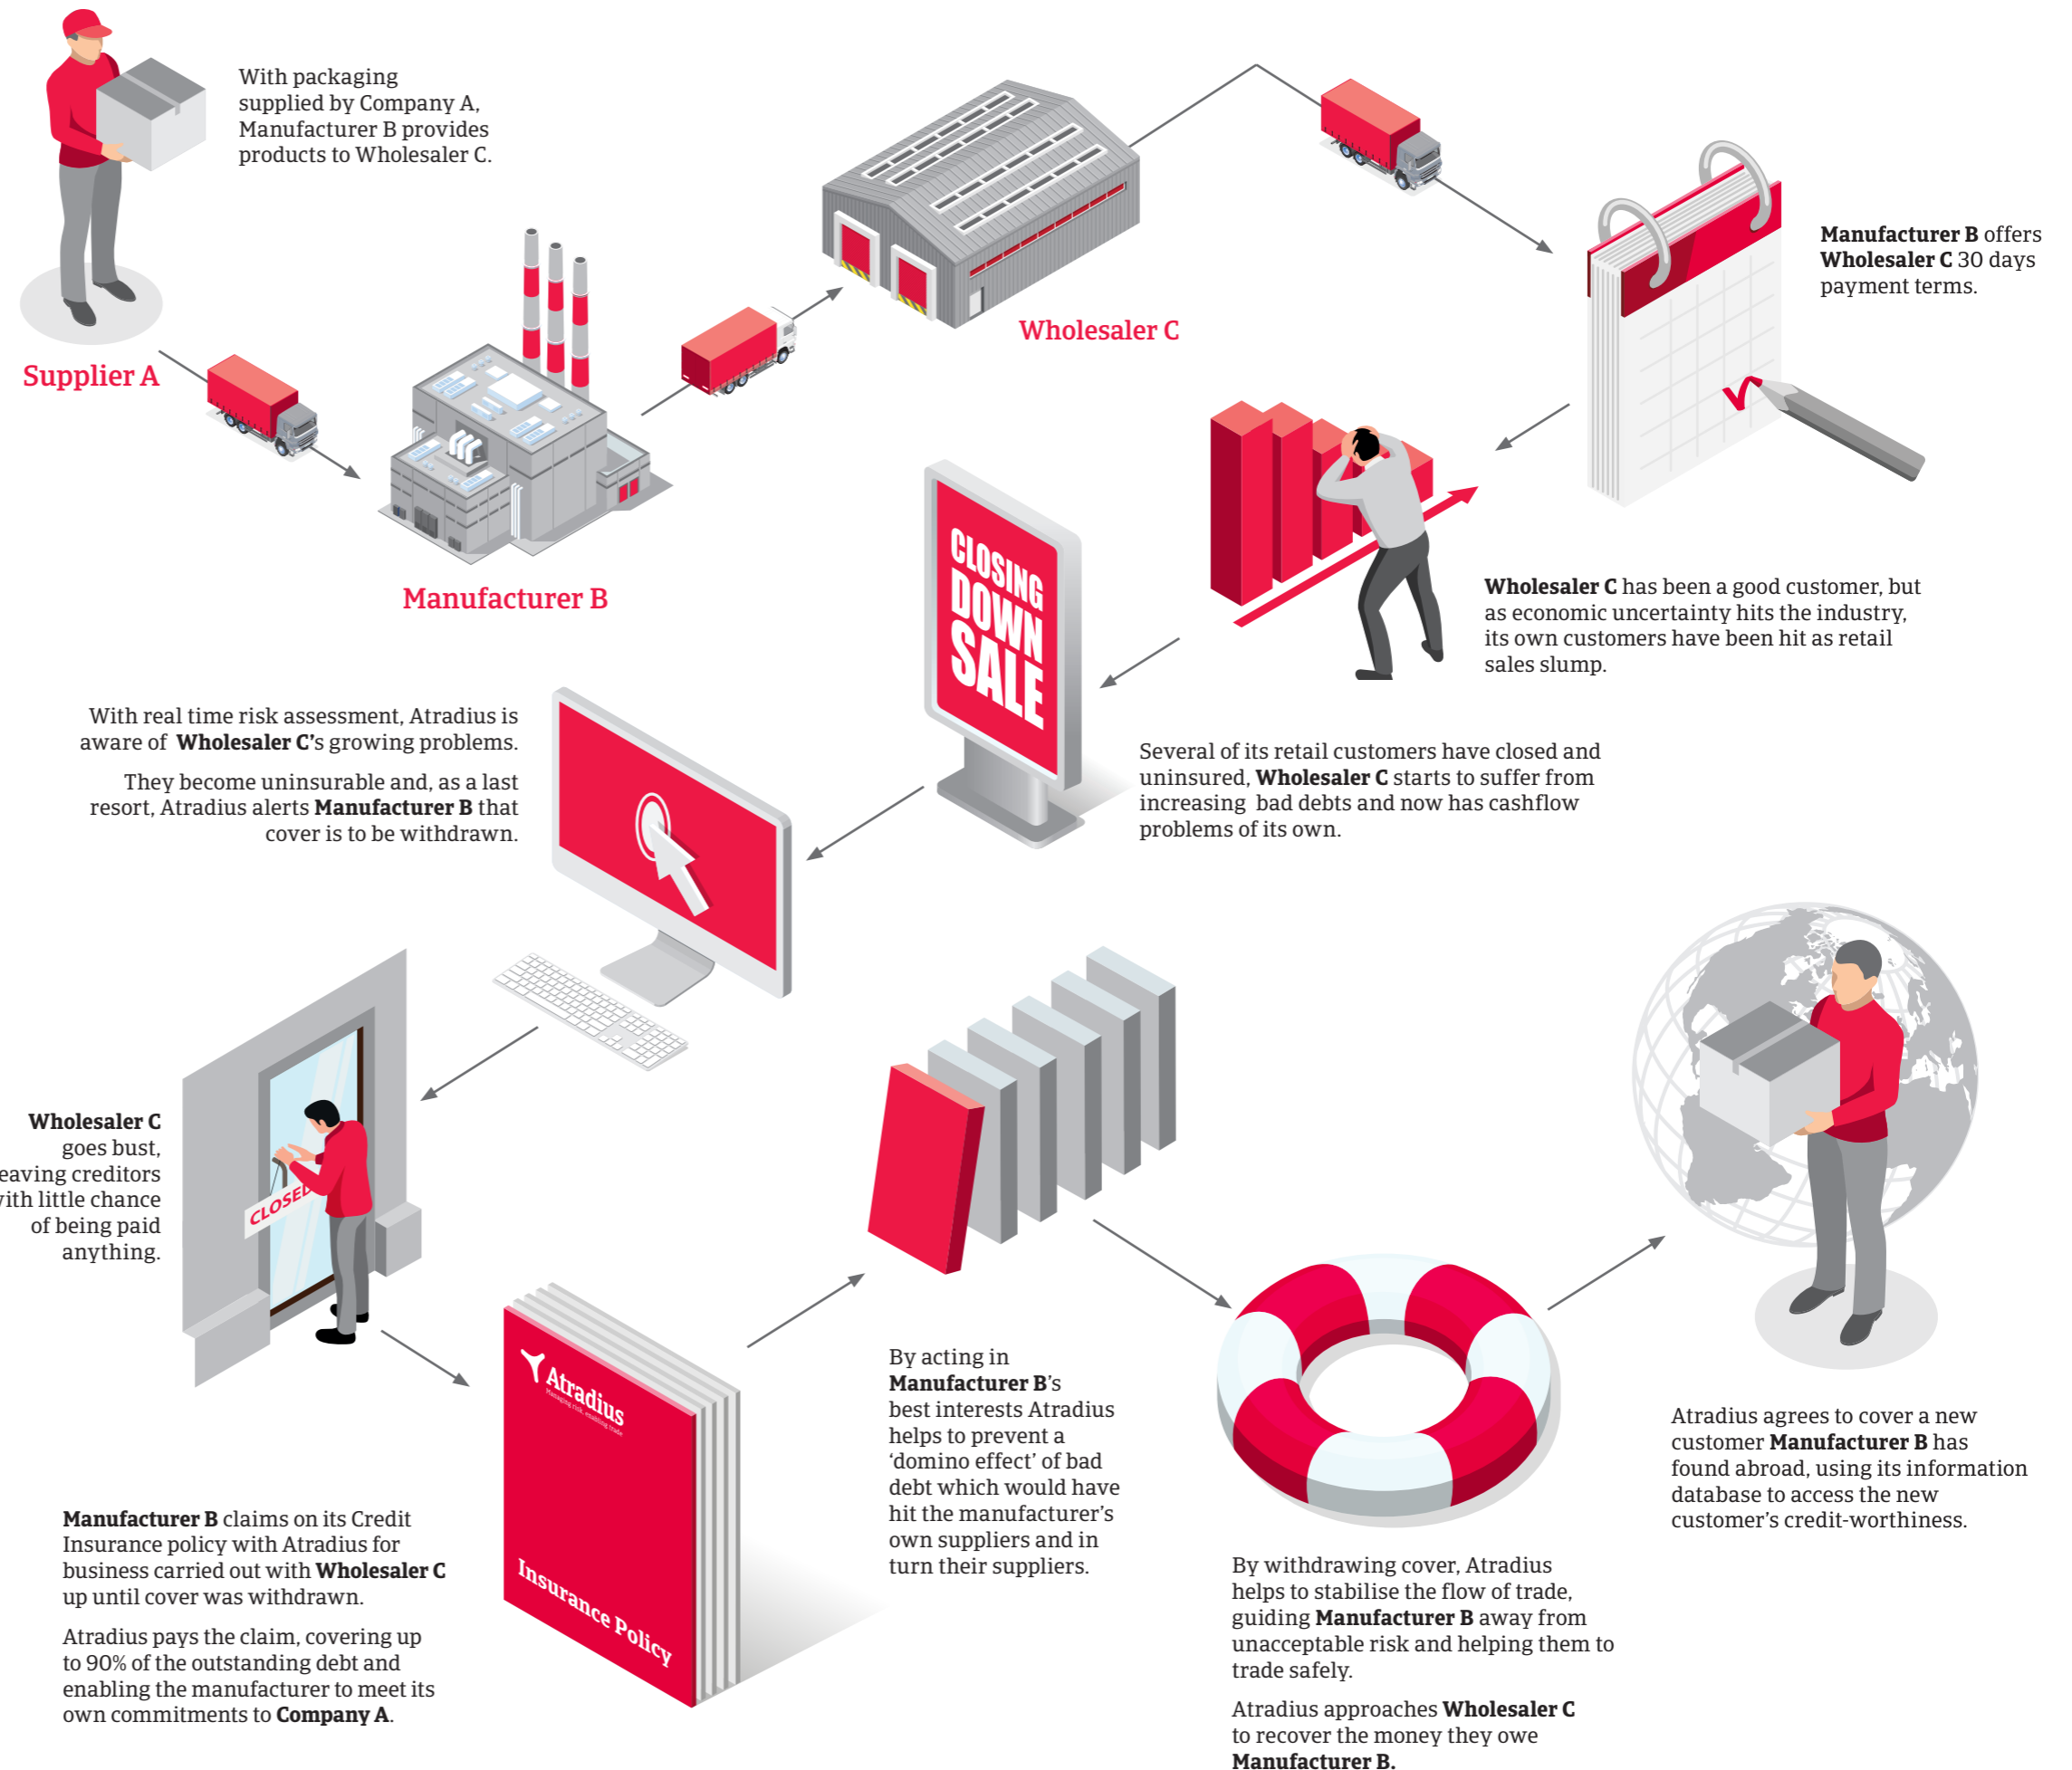 With packaging
supplied by Company A,
Manufacturer B provides
products to Wholesaler C.
Supplier A
Manufacturer B
Wholesaler C
Manufacturer B offers
Wholesaler C 30 days
payment terms.
Wholesaler C has been a good customer, but
as economic uncertainty hits the industry,
its own customers have been hit as retail
sales slump.
CLOSING
DOWN
SALE
Several of its retail customers have closed and
uninsured, Wholesaler C starts to suffer from
increasing bad debts and now has cashflow
problems of its own.
With real time risk assessment, Atradius is
aware of Wholesaler C's growing problems.
They become uninsurable and, as a last
resort, Atradius alerts Manufacturer B that
cover is to be withdrawn.
Wholesaler C
goes bust,
eaving creditors
with little chance
of being paid
anything.
CLOSED
Manufacturer B claims on its Credit
Insurance policy with Atradius for
business carried out with Wholesaler C
up until cover was withdrawn.
Atradius pays the claim, covering up
to 90% of the outstanding debt and
enabling the manufacturer to meet its
own commitments to Company A.
Atradius
Managing risk, enabling trade
Insurance Policy
By acting in
Manufacturer B's
best interests Atradius
helps to prevent a
‘domino effect’ of bad
debt which would have
hit the manufacturer's
own suppliers and in
turn their suppliers.
By withdrawing cover, Atradius
helps to stabilise the flow of trade,
guiding Manufacturer B away from
unacceptable risk and helping them to
trade safely.
Atradius approaches Wholesaler C
to recover the money they owe
Manufacturer B.
Atradius agrees to cover a new
customer Manufacturer B has
found abroad, using its information
database to access the new
customer's credit-worthiness.